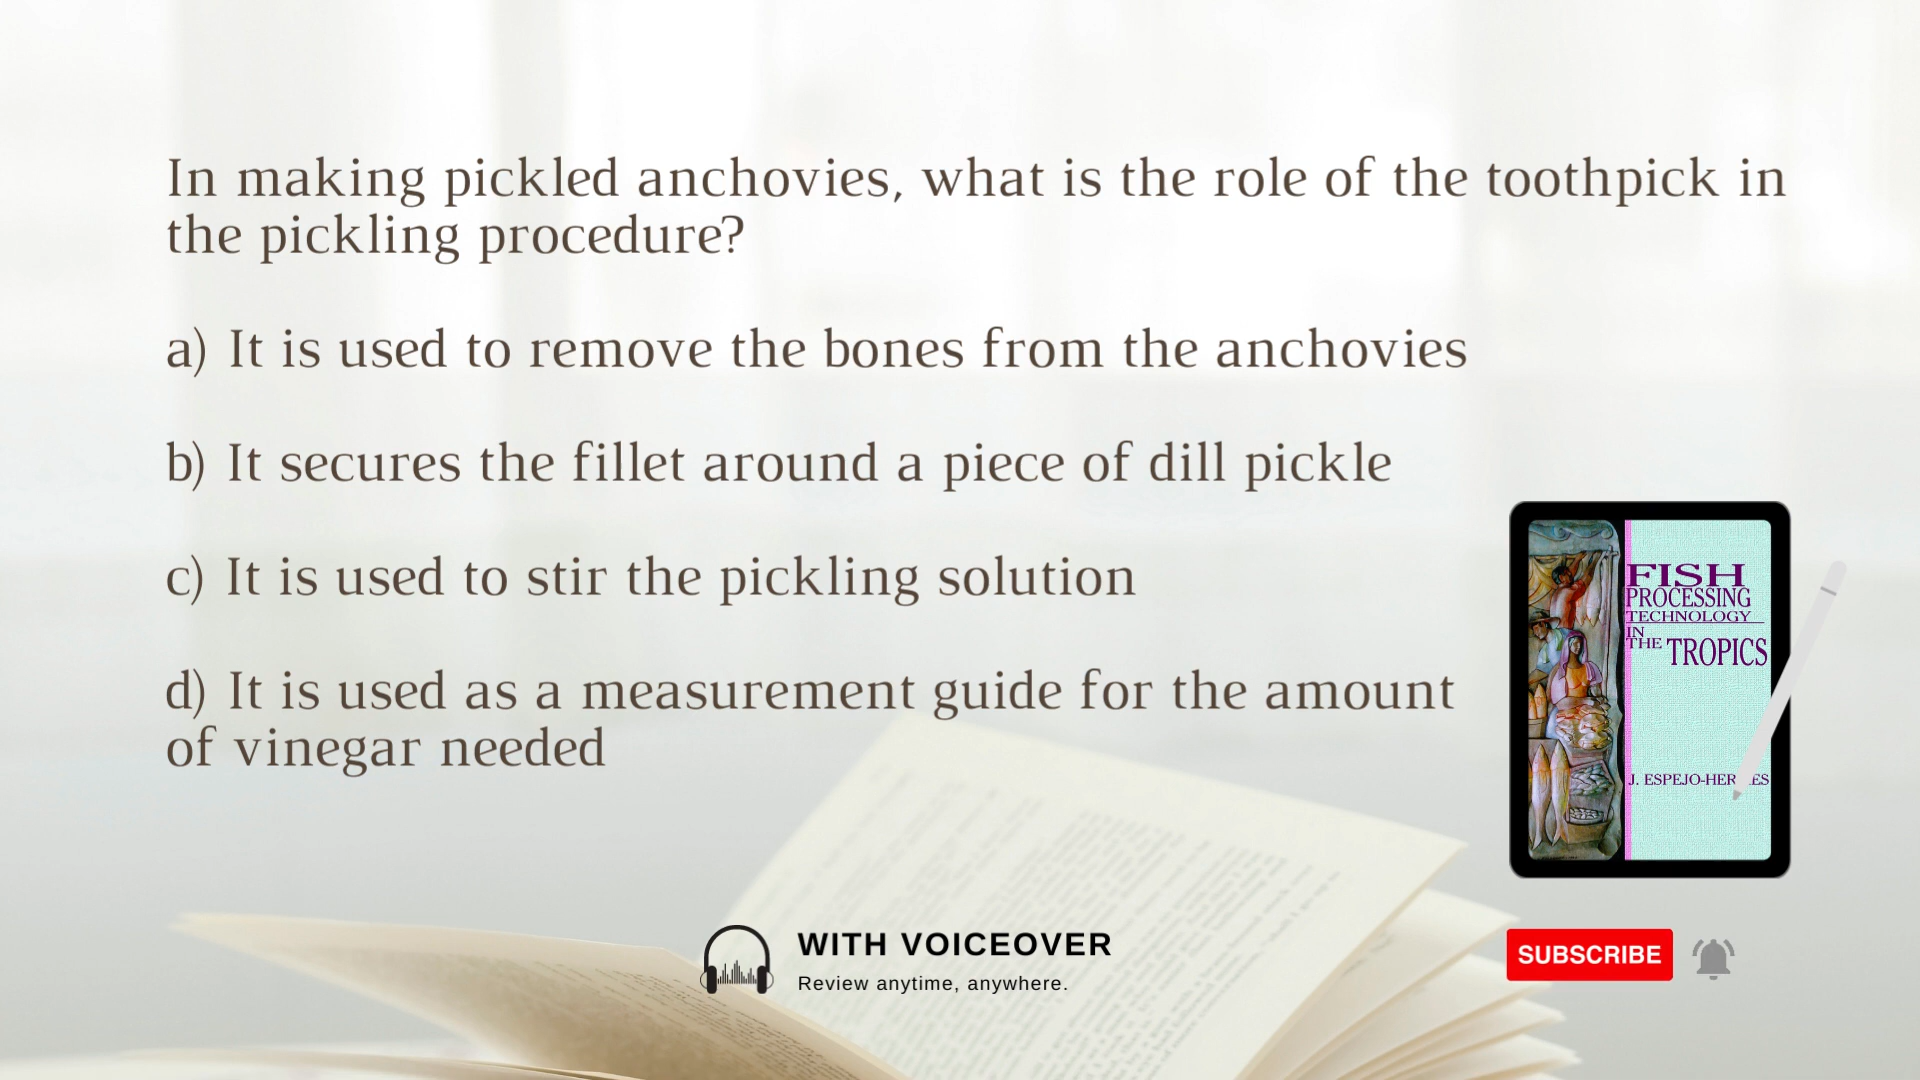 In making pickled anchovies, what is the role of the toothpick in
the pickling procedure?
a) It is used to remove the bones from the anchovies
b) It secures the fillet around a piece of dill pickle
c) It is used to stir the pickling solution
d) It is used as a measurement guide for the amount
of vinegar needed
FISH
PROCESSING
TECHNOLOGY
IN
THE TROPICS
J. ESPEJO-HER
WITH VOICEOVER
Review anytime, anywhere.
SUBSCRIBE